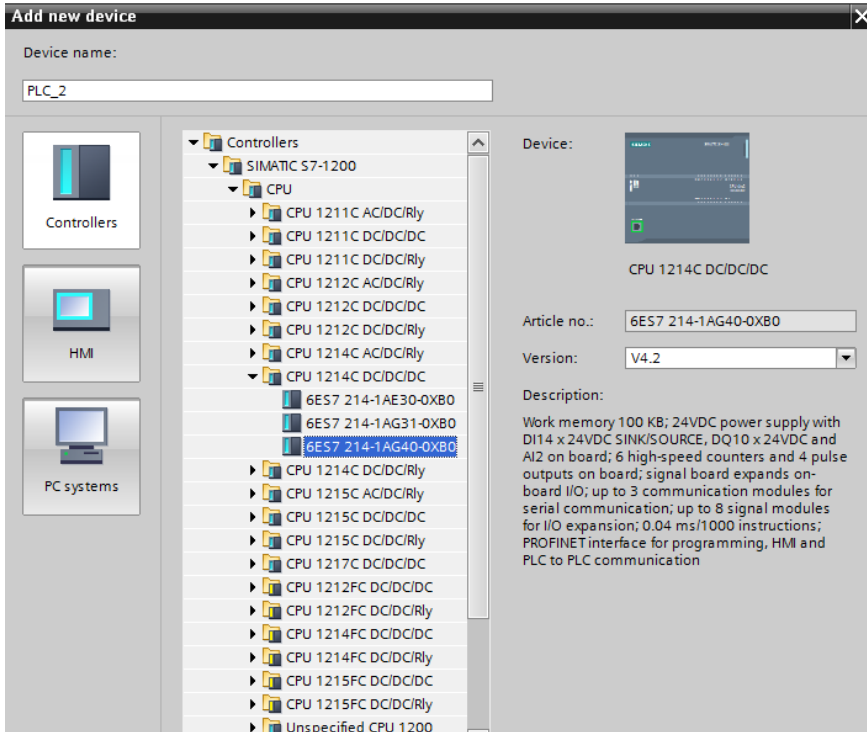 Add new device
Device name:
PLC_2
Controllers
HMI
PC systems
Controllers
SIMATIC S7-1200
CPU
CPU 1211C AC/DC/Rly
CPU 1211C DC/DC/DC
CPU 1211C DC/DC/Rly
CPU 1212C AC/DC/Rly
CPU 1212C DC/DC/DC
CPU 1212C DC/DC/Rly
CPU 1214C AC/DC/Rly
CPU 1214C DC/DC/DC
6ES7 214-1AE30-0XB0
6ES7 214-1AG31-0XB0
6ES7 214-1AG40-0XB0
CPU 1214C DC/DC/Rly
CPU 1215C AC/DC/Rly
CPU 1215C DC/DC/DC
CPU 1215C DC/DC/Rly
CPU 1217C DC/DC/DC
CPU 1212FC DC/DC/DC
CPU 1212FC DC/DC/Rly
CPU 1214FC DC/DC/DC
CPU 1214FC DC/DC/Rly
CPU 1215FC DC/DC/DC
CPU 1215FC DC/DC/Rly
Unspecified CPU 1200
Device:
CPU 1214C DC/DC/DC
Article no.:
6ES7 214-1AG40-0XB0
Version:
V4.2
Description:
Work memory 100 KB; 24VDC power supply with
DI14 x 24VDC SINK/SOURCE, DQ10 x 24VDC and
AI2 on board; 6 high-speed counters and 4 pulse
outputs on board; signal board expands on-
board I/O; up to 3 communication modules for
serial communication; up to 8 signal modules
for I/O expansion; 0.04 ms/1000 instructions;
PROFINET interface for programming, HMI and
PLC to PLC communication